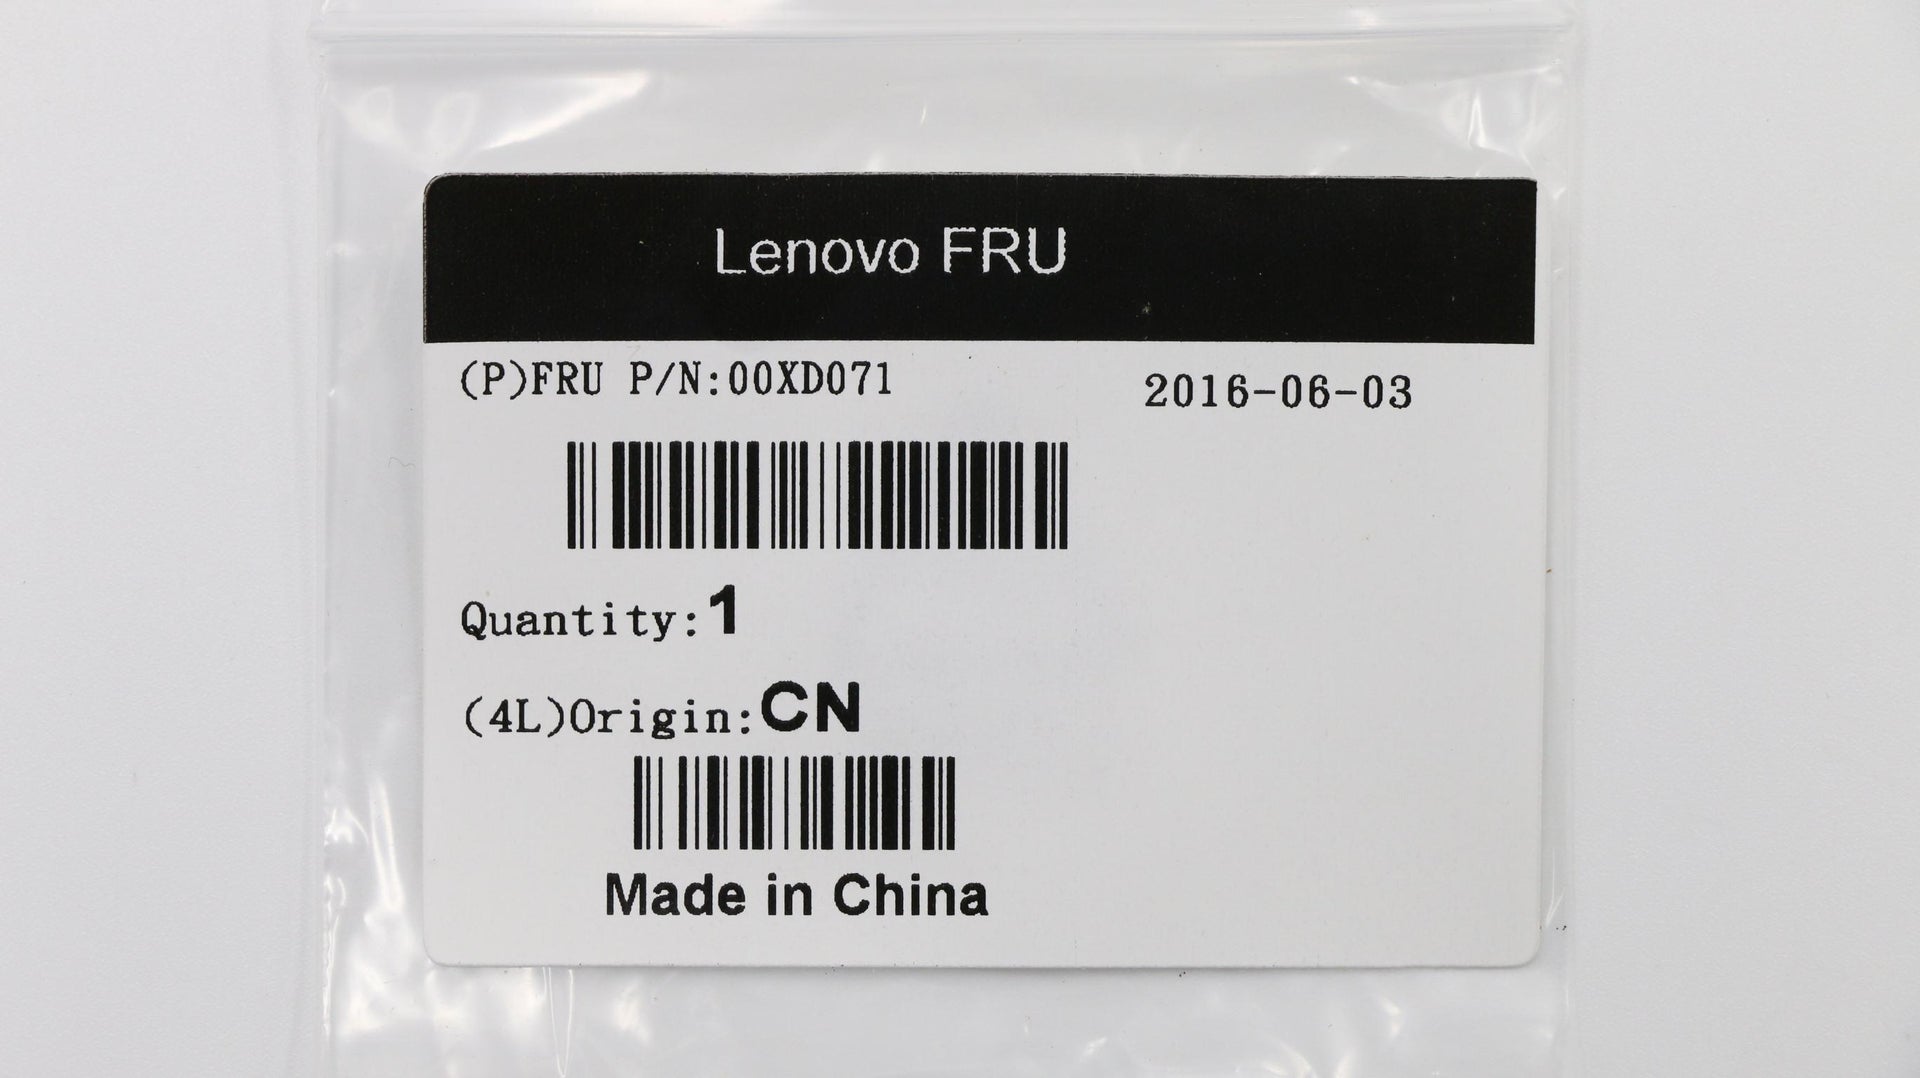 Lenovo FRU
(P)FRU P/N:00XD071
2016-06-03
Quantity:1
(4L)Origin:CN
Made in China